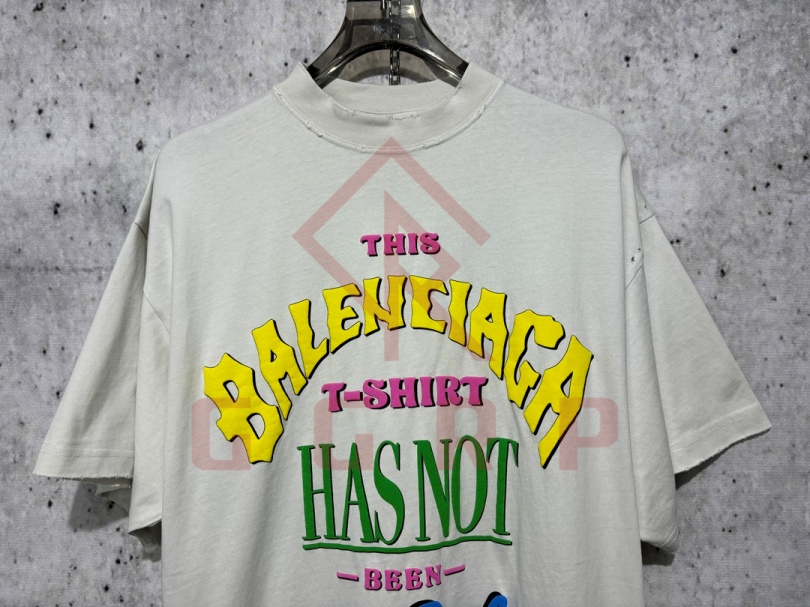 THIS
BALENCIAGA
T-SHIRT
HAS NOT
-BEEN-